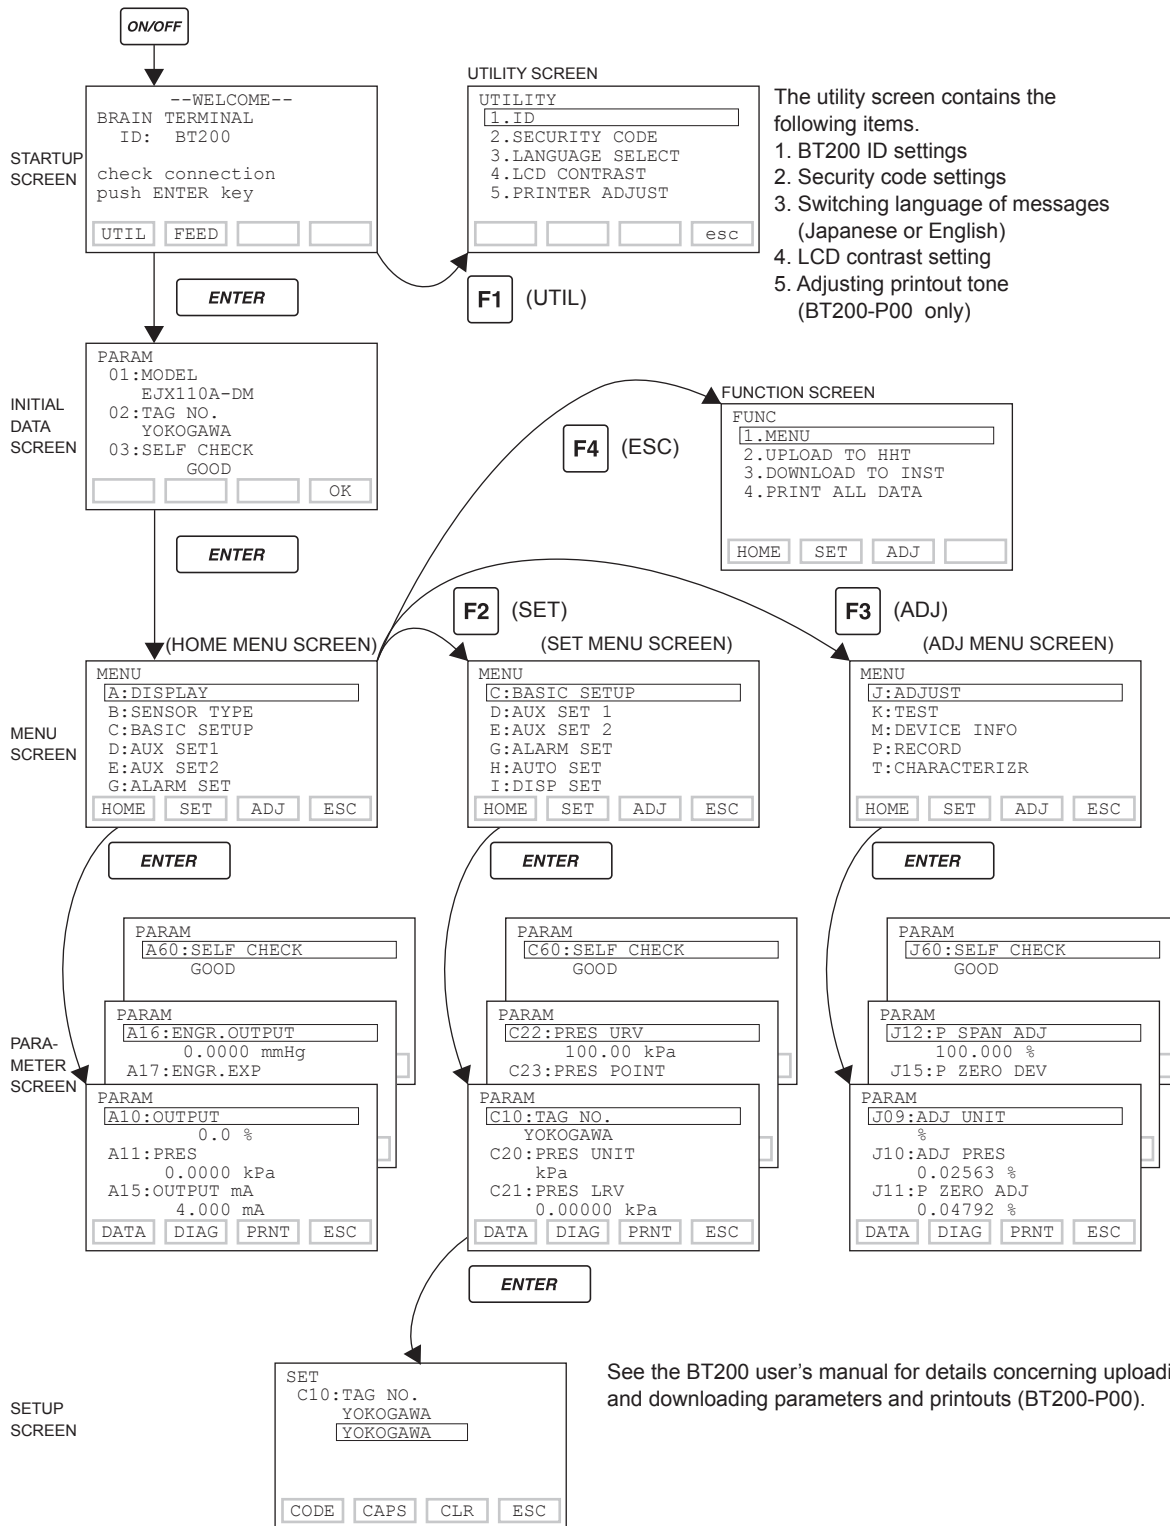 ON/OFF
STARTUP
SCREEN
--WELCOME--
BRAIN TERMINAL
ID: BT200
check connection
push ENTER key
UTIL FEED
UTILITY SCREEN
UTILITY
1.ID
2.SECURITY CODE
3.LANGUAGE SELECT
4.LCD CONTRAST
5.PRINTER ADJUST
esc
The utility screen contains the
following items.
1. BT200 ID settings
2. Security code settings
3. Switching language of messages
(Japanese or English)
4. LCD contrast setting
5. Adjusting printout tone
(BT200-P00 only)
ENTER
F1 (UTIL)
INITIAL
DATA
SCREEN
PARAM
01:MODEL
EJX110A-DM
02:TAG NO.
YOKOGAWA
03:SELF CHECK
GOOD
OK
F4 (ESC)
FUNCTION SCREEN
FUNC
1.MENU
2.UPLOAD TO HHT
3.DOWNLOAD TO INST
4.PRINT ALL DATA
HOME SET ADJ
ENTER
F2 (SET)
F3 (ADJ)
MENU
SCREEN
(HOME MENU SCREEN)
MENU
A:DISPLAY
B:SENSOR TYPE
C:BASIC SETUP
D:AUX SET1
E:AUX SET2
G:ALARM SET
HOME SET ADJ ESC
(SET MENU SCREEN)
MENU
C:BASIC SETUP
D:AUX SET 1
E:AUX SET 2
G:ALARM SET
H:AUTO SET
I:DISP SET
HOME SET ADJ ESC
(ADJ MENU SCREEN)
MENU
J:ADJUST
K:TEST
M:DEVICE INFO
P:RECORD
T:CHARACTERIZR
HOME SET ADJ ESC
ENTER
ENTER
ENTER
PARA-
METER
SCREEN
PARAM
A60:SELF CHECK
GOOD
PARAM
A16:ENGR.OUTPUT
0.0000 mmHg
A17:ENGR.EXP
PARAM
A10:OUTPUT
0.0 %
A11:PRES
0.0000 kPa
A15:OUTPUT mA
4.000 mA
DATA DIAG PRNT ESC
PARAM
C60:SELF CHECK
GOOD
PARAM
C22:PRES URV
100.00 kPa
C23:PRES POINT
PARAM
C10:TAG NO.
YOKOGAWA
C20:PRES UNIT
kPa
C21:PRES LRV
0.00000 kPa
DATA DIAG PRNT ESC
PARAM
J60:SELF CHECK
GOOD
PARAM
J12:P SPAN ADJ
100.000 %
J15:P ZERO DEV
PARAM
J09:ADJ UNIT
%
J10:ADJ PRES
0.02563 %
J11:P ZERO ADJ
0.04792 %
DATA DIAG PRNT ESC
ENTER
SETUP
SCREEN
SET
C10:TAG NO.
YOKOGAWA
YOKOGAWA
CODE CAPS CLR ESC
See the BT200 user's manual for details concerning uploadi
and downloading parameters and printouts (BT200-P00).